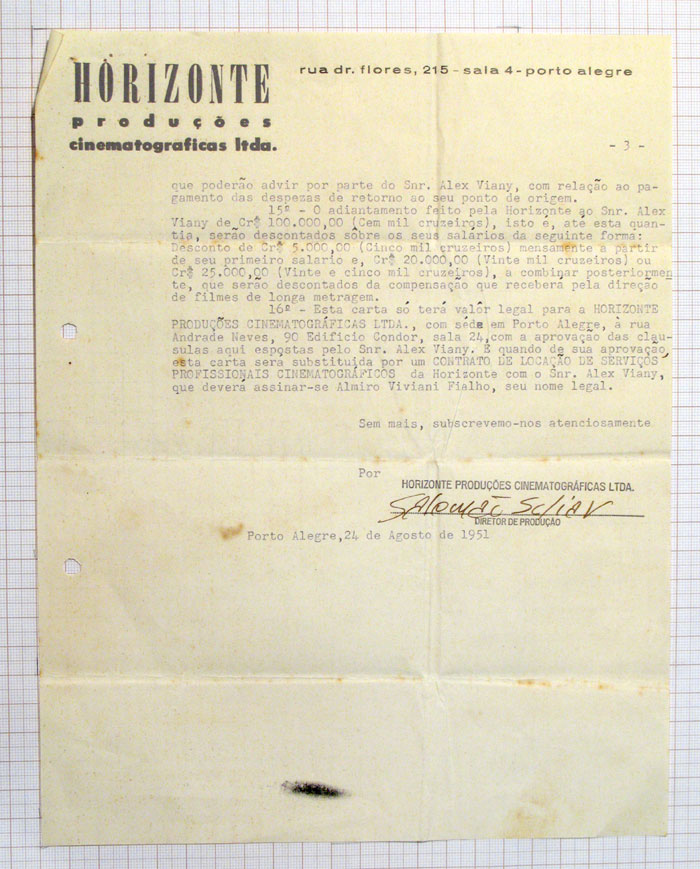 HORIZONTE
produções
cinematograficas ltda.
rua dr. flores, 215 - sala 4 - porto alegre
- 3 -
que poderão advir por parte do Snr. Alex Viany, com relação ao pa-
gamento das despezas de retorno ao seu ponto de origem.
15º - O adiantamento feito pela Horizonte ao Snr. Alex
Viany de Cr$ 100.000,00 (Cem mil cruzeiros), isto e, até esta quan-
tia, serão descontados sôbre os seus salários da seguinte forma:
Desconto de Cr$ 5.000,00 (Cinco mil cruzeiros) mensamente a partir
de seu primeiro salario e, Cr$ 20.000,00 (Vinte mil cruzeiros) ou
Cr$ 25.000,00 (Vinte e cinco mil cruzeiros), a combinar posteriormen
te, que serão descontados da compensação que recebera pela direção
de filmes de longa metragem.
16º - Esta carta só terá valôr legal para a HORIZONTE
PRODUÇÕES CINEMATOGRÁFICAS LTDA., com séde em Porto Alegre, à rua
Andrade Neves, 90 Edificio Condor, sala 24,com a aprovação das clau-
sulas aqui espostas pelo Snr. Alex Viany. E quando de sua aprovação,
esta carta será substituida por um CONTRATO DE LOCAÇÃO DE SERVIÇOS
PROFISSIONAIS CINEMATOGRÁFICOS da Horizonte com o Snr. Alex Viany,
que deverá assinar-se Almiro Viviani Fialho, seu nome legal.
Sem mais, subscrevemo-nos atenciosamente
Por
HORIZONTE PRODUÇÕES CINEMATOGRÁFICAS LTDA.
Salomão Scliar
DIRETOR DE PRODUÇÃO
Porto Alegre,24 de Agosto de 1951